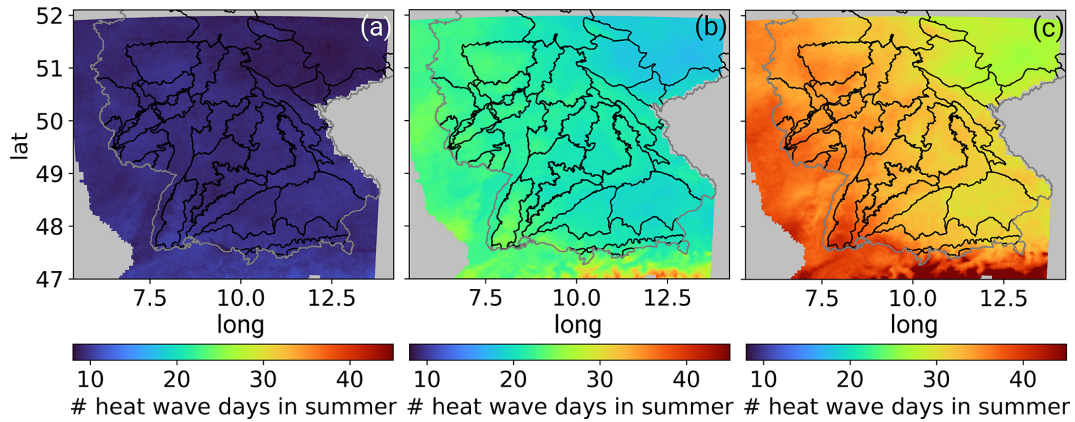 (a) (b) (c)
52
51
50
49
48
47
lat
7.5 10.0 12.5 7.5 10.0 12.5 7.5 10.0 12.5
long long long
10 20 30 40 10 20 30 40 10 20 30 40
# heat wave days in summer # heat wave days in summer # heat wave days in summer